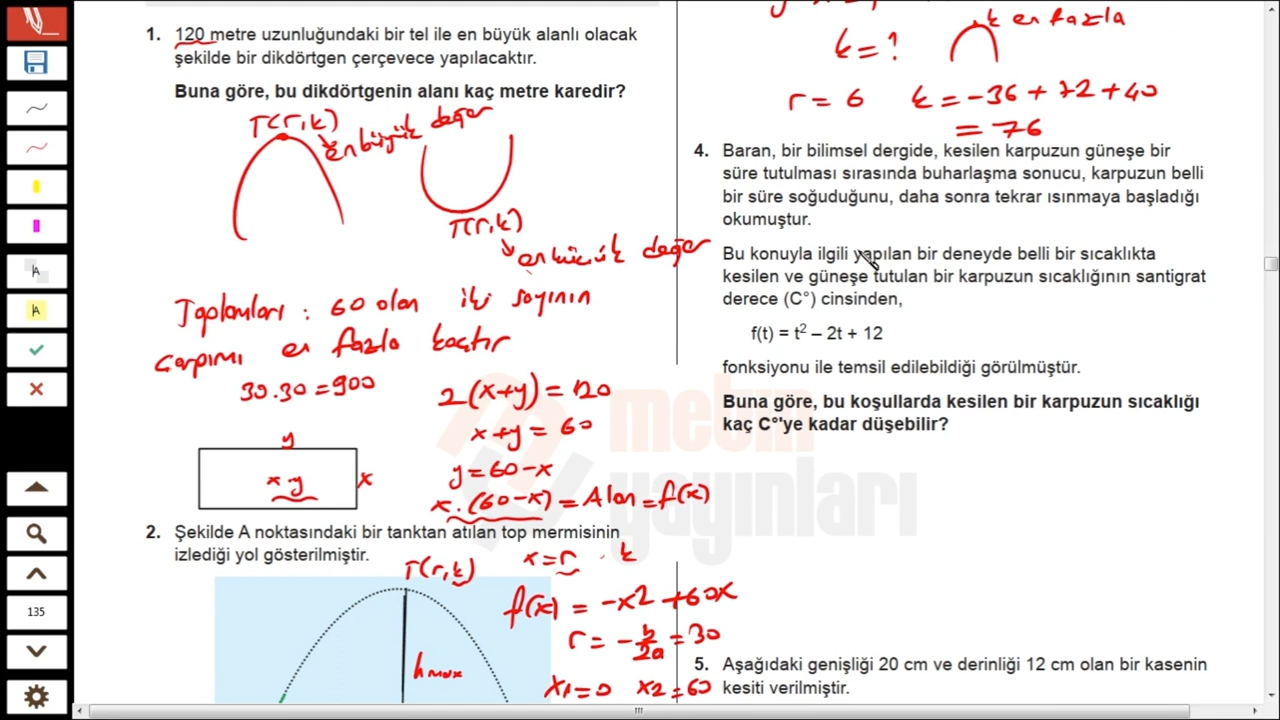 1. 120 metre uzunluğundaki bir tel ile en büyük alanlı olacak
şekilde bir dikdörtgen çerçevece yapılacaktır.
Buna göre, bu dikdörtgenin alanı kaç metre karedir?
T(r,k)
en büyük değer
T(r,k)
en küçük değer
Toplamları : 60 olan iki sayının
çarpımı en fazla kaçtır
30.30=900
2(x+y)=120
x+y=60
y=60-x
x.(60-x)=Alan=f(x)
y
x.y
x
2. Şekilde A noktasındaki bir tanktan atılan top mermisinin
izlediği yol gösterilmiştir.
T(r,k)
hmax
x=r k
f(x) = -x2+60x
r = -b/2a = 30
x1=0 x2=60
k en fazla
k=?
r=6 k=-36+72+40
=76
4. Baran, bir bilimsel dergide, kesilen karpuzun güneşe bir
süre tutulması sırasında buharlaşma sonucu, karpuzun belli
bir süre soğuduğunu, daha sonra tekrar ısınmaya başladığı
okumuştur.
Bu konuyla ilgili yapılan bir deneyde belli bir sıcaklıkta
kesilen ve güneşe tutulan bir karpuzun sıcaklığının santigrat
derece (C°) cinsinden,
f(t) = t² – 2t + 12
fonksiyonu ile temsil edilebildiği görülmüştür.
Buna göre, bu koşullarda kesilen bir karpuzun sıcaklığı
kaç C°'ye kadar düşebilir?
5. Aşağıdaki genişliği 20 cm ve derinliği 12 cm olan bir kasenin
kesiti verilmiştir.
metin
yayınları
A
A
135